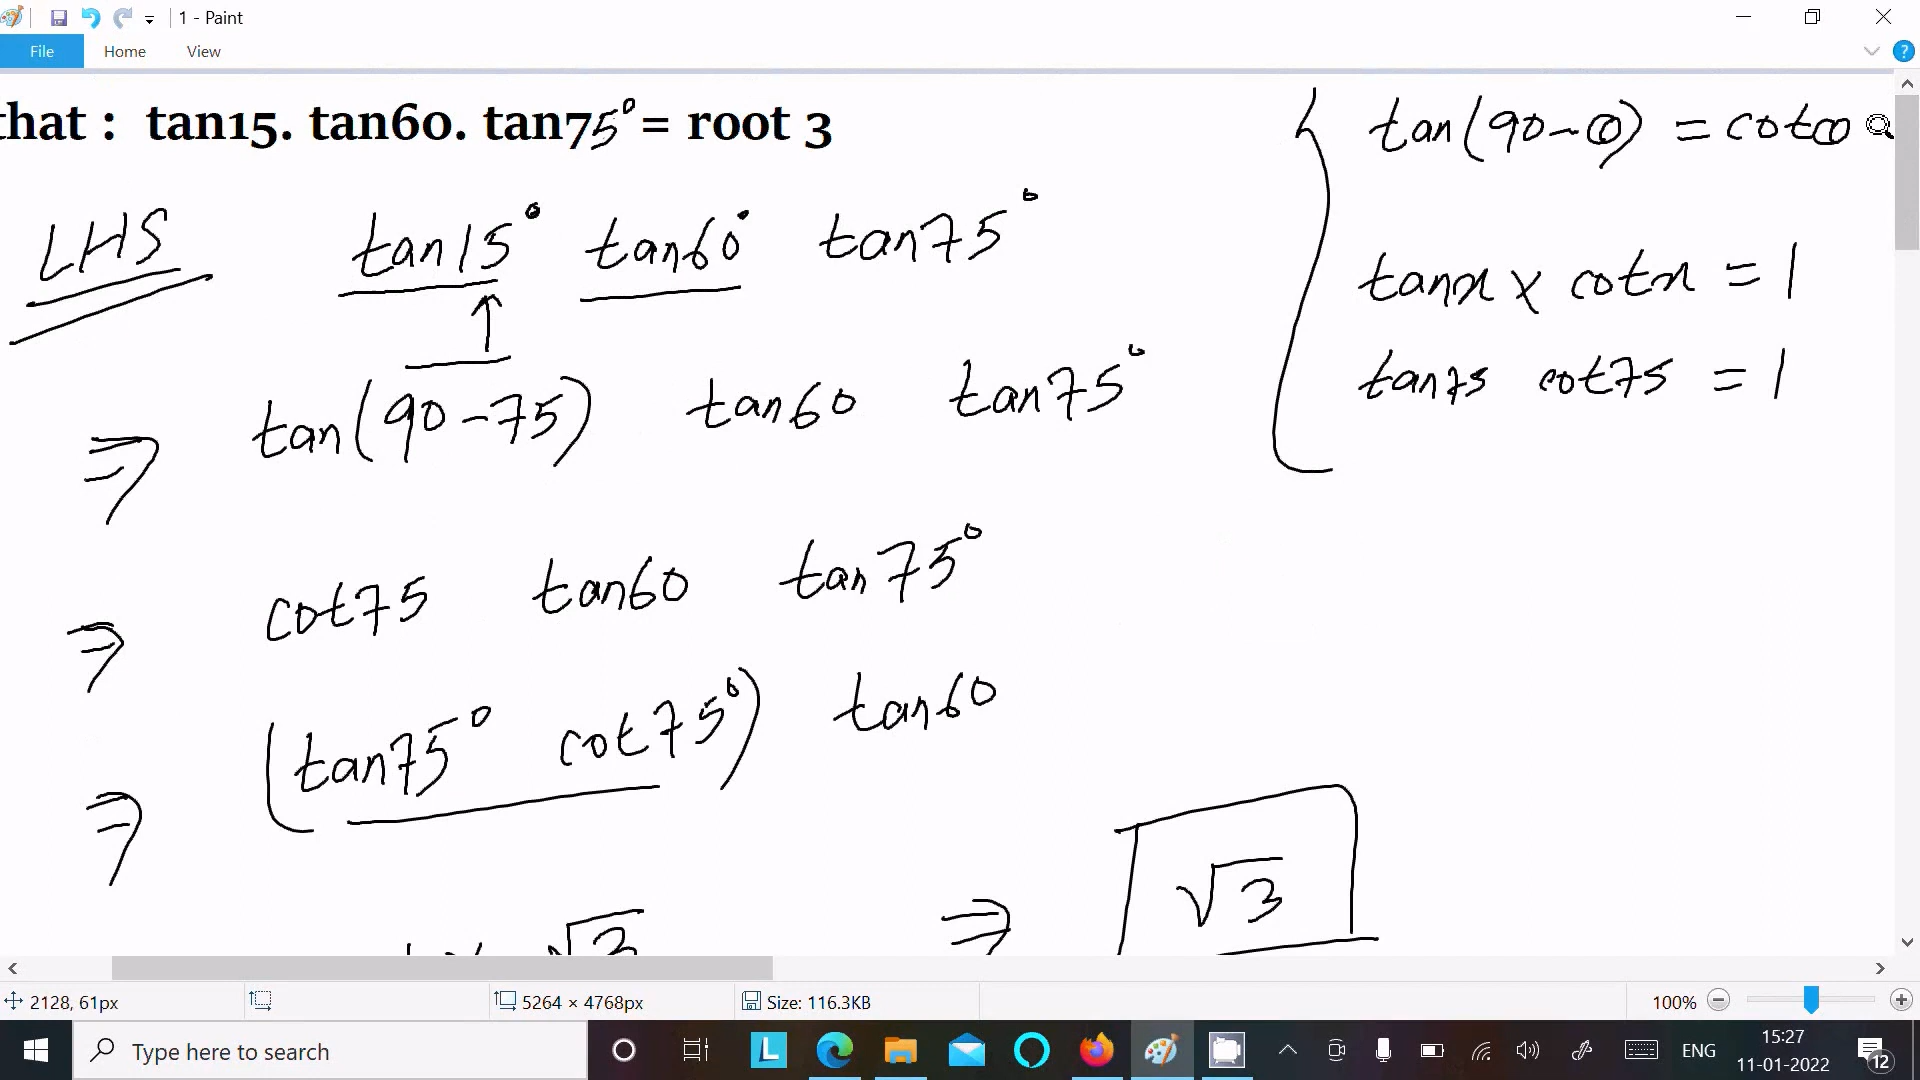 1 - Paint
File Home View
that : tan15. tan60. tan75° = root 3
tan(90-θ) = cotθ
LHS tan15° tan60° tan75°
tanx × cotx = 1
tan75 cot75 = 1
⇒ tan(90-75) tan60 tan75°
⇒ cot75 tan60 tan75°
⇒ (tan75° cot75°) tan60
√3 ⇒ √3
2128, 61px 5264 × 4768px Size: 116.3KB 100%
Type here to search
ENG 15:27
11-01-2022 12